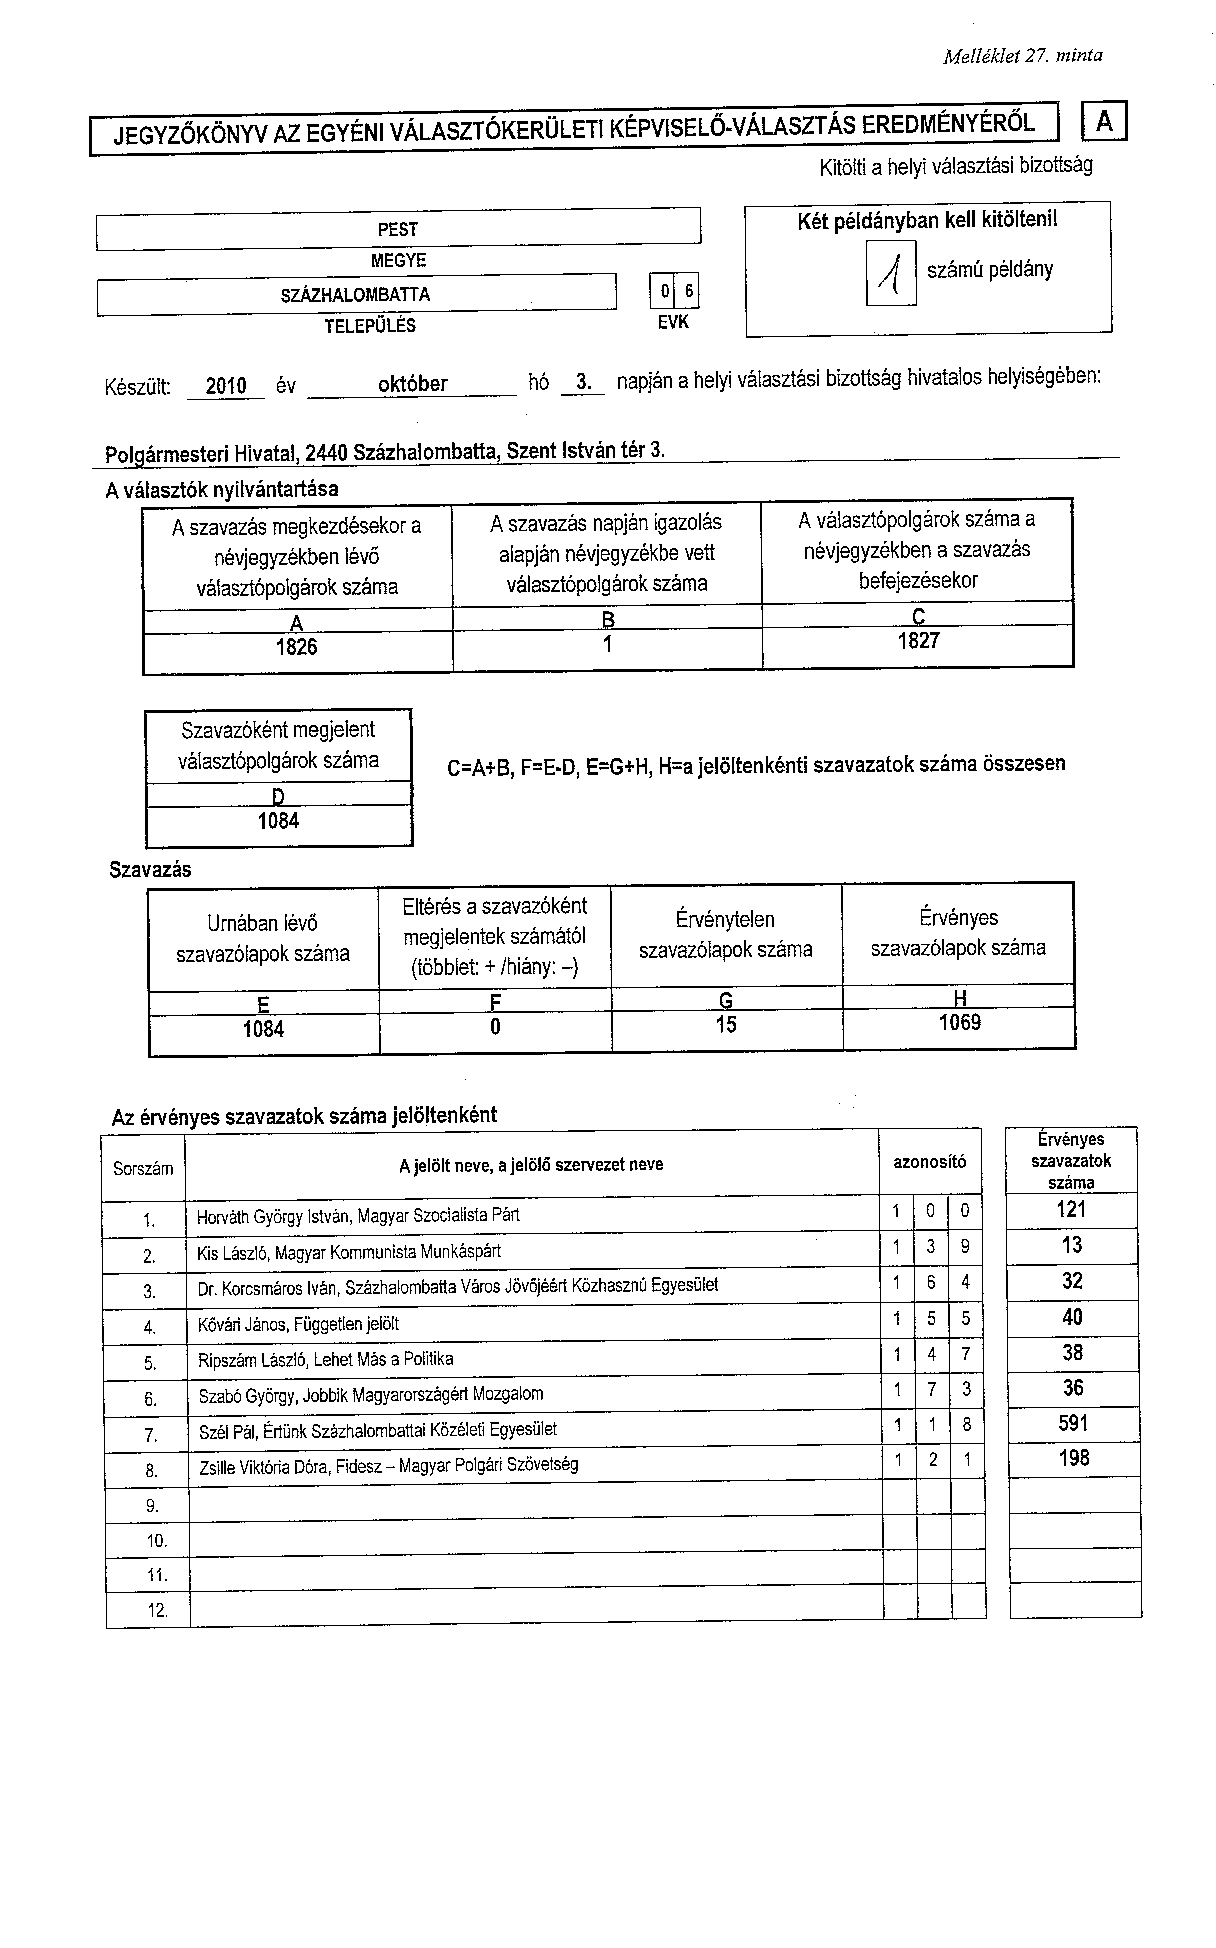 Melléklet 27. minta
JEGYZŐKÖNYV AZ EGYÉNI VÁLASZTÓKERÜLETI KÉPVISELŐ-VÁLASZTÁS EREDMÉNYÉRŐL A
Kitölti a helyi választási bizottság
PEST
MEGYE
SZÁZHALOMBATTA 0 6
TELEPÜLÉS EVK
Két példányban kell kitölteni!
1 számú példány
Készült: 2010 év október hó 3. napján a helyi választási bizottság hivatalos helyiségében:
Polgármesteri Hivatal, 2440 Százhalombatta, Szent István tér 3.
A választók nyilvántartása
A szavazás megkezdésekor a névjegyzékben lévő választópolgárok száma
A szavazás napján igazolás alapján névjegyzékbe vett választópolgárok száma
A választópolgárok száma a névjegyzékben a szavazás befejezésekor
A B C
1826 1 1827
Szavazóként megjelent
választópolgárok száma
D
1084
C=A+B, F=E-D, E=G+H, H=a jelöltenkénti szavazatok száma összesen
Szavazás
Urnában lévő szavazólapok száma
Eltérés a szavazóként megjelentek számától (többlet: + /hiány: –)
Érvénytelen szavazólapok száma
Érvényes szavazólapok száma
E F G H
1084 0 15 1069
Az érvényes szavazatok száma jelöltenként
Sorszám A jelölt neve, a jelölő szervezet neve azonosító Érvényes szavazatok száma
1. Horváth György István, Magyar Szocialista Párt 1 0 0 121
2. Kis László, Magyar Kommunista Munkáspárt 1 3 9 13
3. Dr. Korcsmáros Iván, Százhalombatta Város Jövőjéért Közhasznú Egyesület 1 6 4 32
4. Kővári János, Független jelölt 1 5 5 40
5. Ripszám László, Lehet Más a Politika 1 4 7 38
6. Szabó György, Jobbik Magyarországért Mozgalom 1 7 3 36
7. Szél Pál, Értünk Százhalombattai Közéleti Egyesület 1 1 8 591
8. Zsille Viktória Dóra, Fidesz – Magyar Polgári Szövetség 1 2 1 198
9.
10.
11.
12.